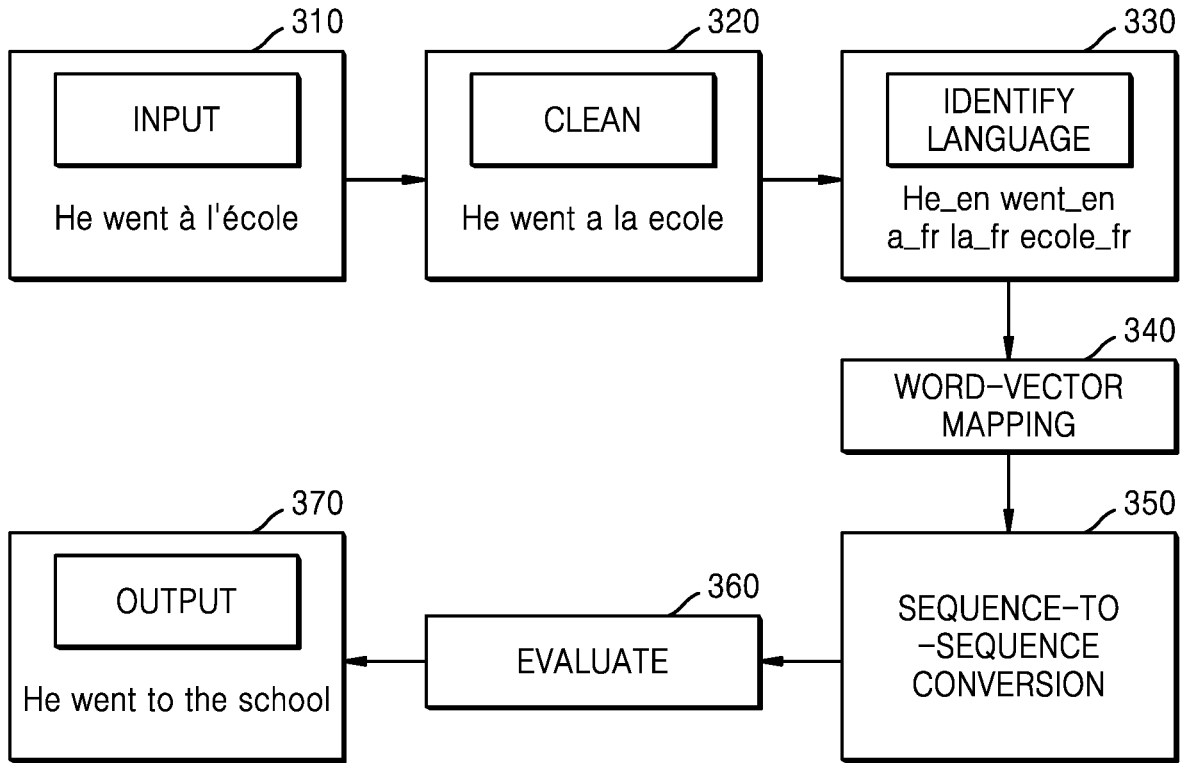 310
INPUT
He went à l'école
320
CLEAN
He went a la ecole
330
IDENTIFY
LANGUAGE
He_en went_en
a_fr la_fr ecole_fr
340
WORD-VECTOR
MAPPING
350
SEQUENCE-TO
-SEQUENCE
CONVERSION
360
EVALUATE
370
OUTPUT
He went to the school